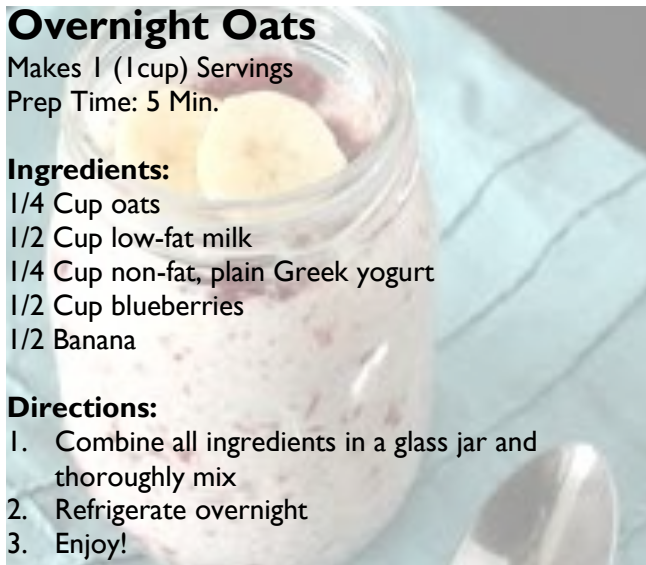 Overnight Oats
Makes 1 (1cup) Servings
Prep Time: 5 Min.
Ingredients:
1/4 Cup oats
1/2 Cup low-fat milk
1/4 Cup non-fat, plain Greek yogurt
1/2 Cup blueberries
1/2 Banana
Directions:
1. Combine all ingredients in a glass jar and
thoroughly mix
2. Refrigerate overnight
3. Enjoy!